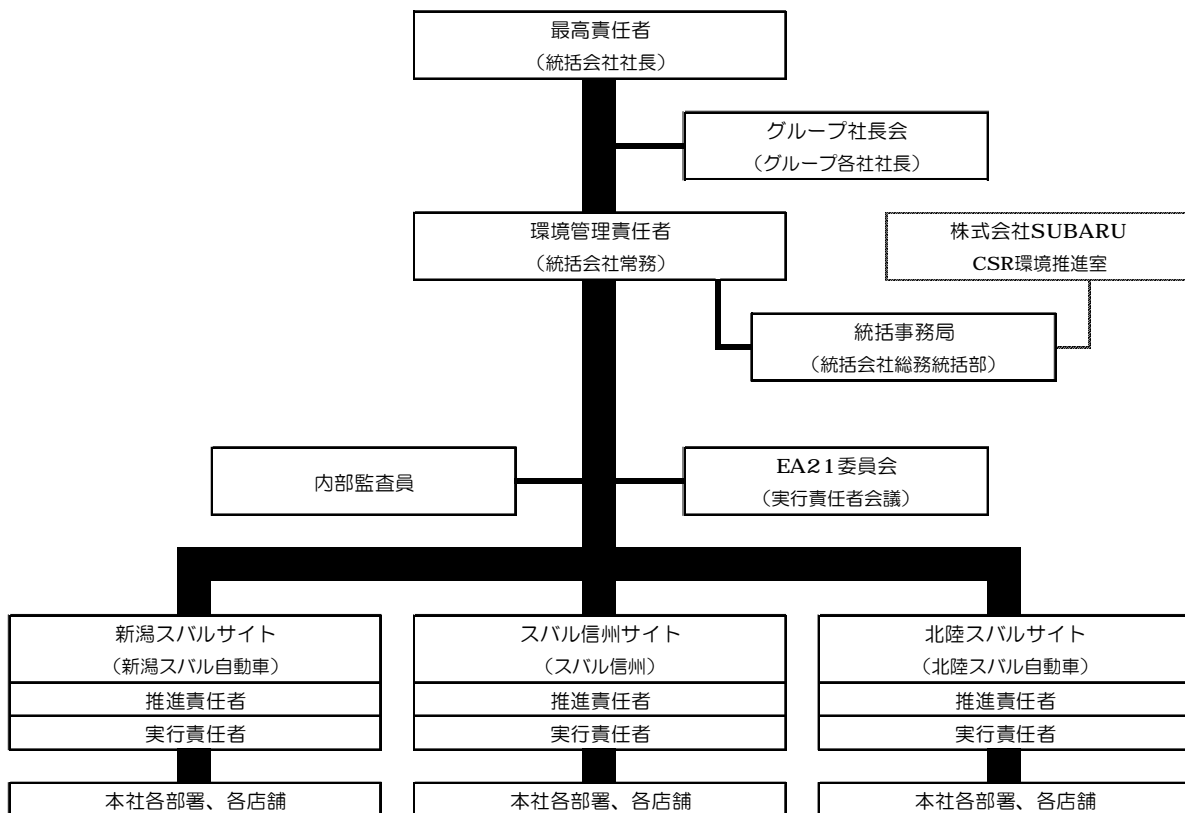 最高責任者
（統括会社社長）
グループ社長会
（グループ各社社長）
環境管理責任者
（統括会社常務）
株式会社SUBARU
CSR環境推進室
統括事務局
（統括会社総務統括部）
内部監査員
EA21委員会
（実行責任者会議）
新潟スバルサイト
（新潟スバル自動車）
推進責任者
実行責任者
本社各部署、各店舗
スバル信州サイト
（スバル信州）
推進責任者
実行責任者
本社各部署、各店舗
北陸スバルサイト
（北陸スバル自動車）
推進責任者
実行責任者
本社各部署、各店舗